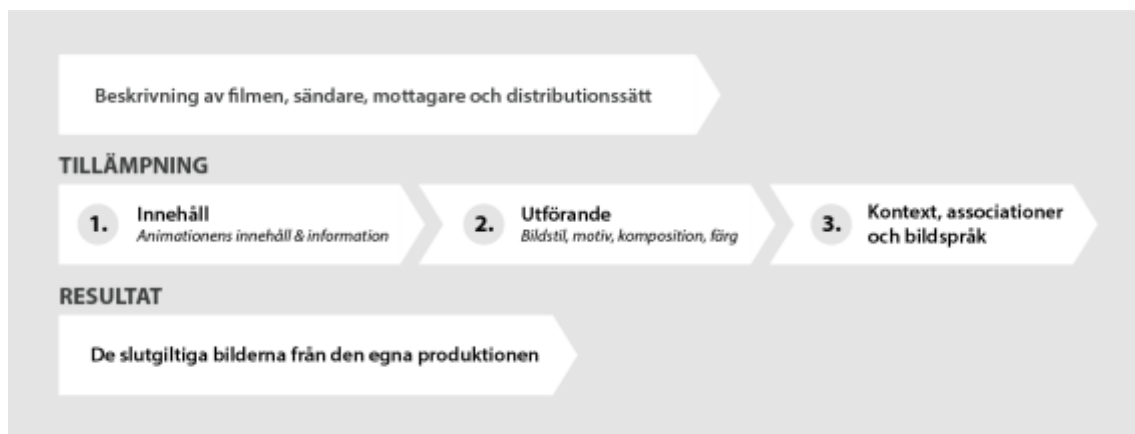 Beskrivning av filmen, sändare, mottagare och distributionssätt
TILLÄMPNING
1.
Innehåll
Animationens innehåll & information
2.
Utförande
Bildstil, motiv, komposition, färg
3.
Kontext, associationer
och bildspråk
RESULTAT
De slutgiltiga bilderna från den egna produktionen